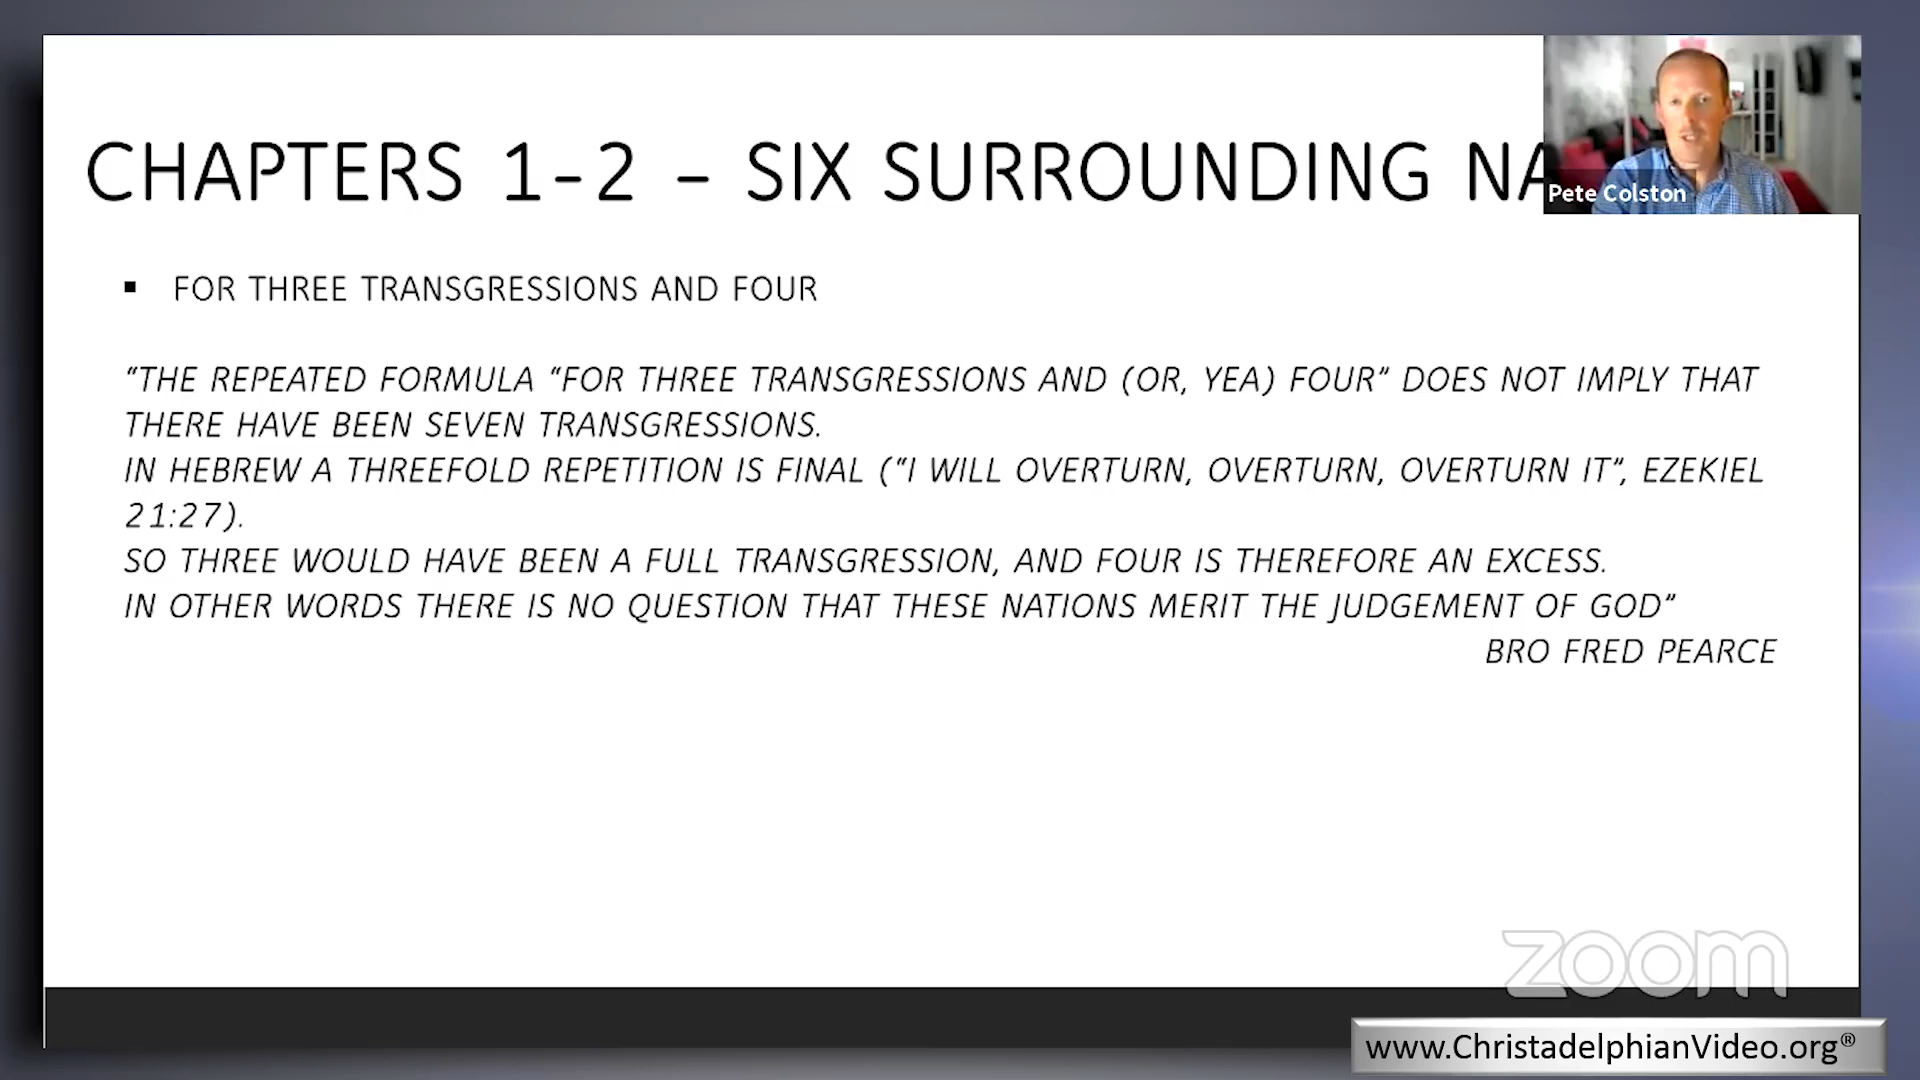 CHAPTERS 1-2 – SIX SURROUNDING
Pete Colston
▪ FOR THREE TRANSGRESSIONS AND FOUR
“THE REPEATED FORMULA “FOR THREE TRANSGRESSIONS AND (OR, YEA) FOUR” DOES NOT IMPLY THAT
THERE HAVE BEEN SEVEN TRANSGRESSIONS.
IN HEBREW A THREEFOLD REPETITION IS FINAL (“I WILL OVERTURN, OVERTURN, OVERTURN IT”, EZEKIEL
21:27).
SO THREE WOULD HAVE BEEN A FULL TRANSGRESSION, AND FOUR IS THEREFORE AN EXCESS.
IN OTHER WORDS THERE IS NO QUESTION THAT THESE NATIONS MERIT THE JUDGEMENT OF GOD”
BRO FRED PEARCE
zoom
www.ChristadelphianVideo.org®